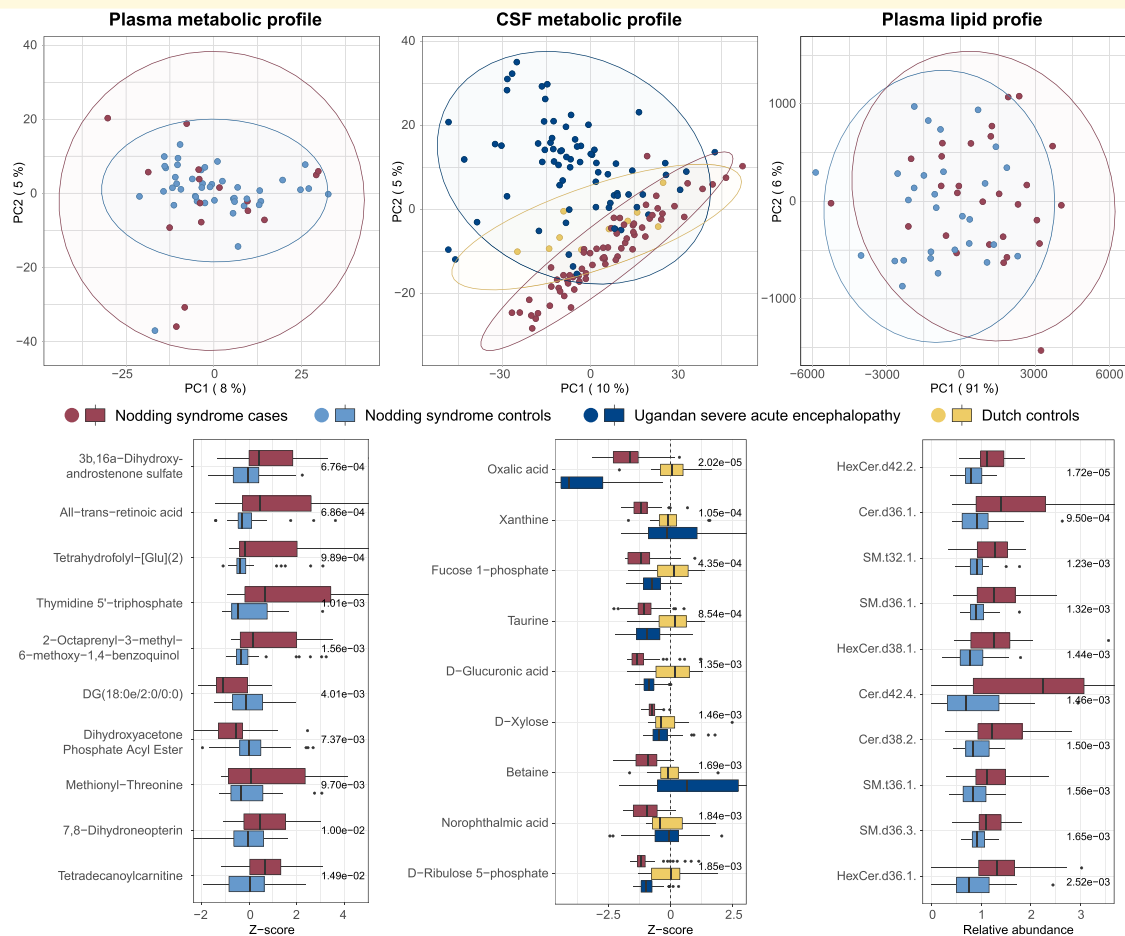 Plasma metabolic profile
CSF metabolic profile
Plasma lipid profie
PC2 ( 5 %)
40
20
0
−20
−40
−25
0
25
PC1 ( 8 %)
PC2 ( 5 %)
40
20
0
−20
−30
0
30
PC1 ( 10 %)
PC2 ( 6 %)
1000
0
−1000
−6000
−3000
0
3000
6000
PC1 ( 91 %)
Nodding syndrome cases
Nodding syndrome controls
Ugandan severe acute encephalopathy
Dutch controls
3b,16a−Dihydroxy-
androstenone sulfate
6.76e−04
All−trans−retinoic acid
6.86e−04
Tetrahydrofolyl−[Glu](2)
9.89e−04
Thymidine 5'−triphosphate
1.01e−03
2−Octaprenyl−3−methyl−
6−methoxy−1,4−benzoquinol
1.56e−03
DG(18:0e/2:0/0:0)
4.01e−03
Dihydroxyacetone
Phosphate Acyl Ester
7.37e−03
Methionyl−Threonine
9.70e−03
7,8−Dihydroneopterin
1.00e−02
Tetradecanoylcarnitine
1.49e−02
−2
0
2
4
Z−score
Oxalic acid
2.02e−05
Xanthine
1.05e−04
Fucose 1−phosphate
4.35e−04
Taurine
8.54e−04
D−Glucuronic acid
1.35e−03
D−Xylose
1.46e−03
Betaine
1.69e−03
Norophthalmic acid
1.84e−03
D−Ribulose 5−phosphate
1.85e−03
−2.5
0
2.5
Z−score
HexCer.d42.2.
1.72e−05
Cer.d36.1.
9.50e−04
SM.t32.1.
1.23e−03
SM.d36.1.
1.32e−03
HexCer.d38.1.
1.44e−03
Cer.d42.4.
1.46e−03
Cer.d38.2.
1.50e−03
SM.t36.1.
1.56e−03
SM.d36.3.
1.65e−03
HexCer.d36.1.
2.52e−03
0
1
2
3
Relative abundance